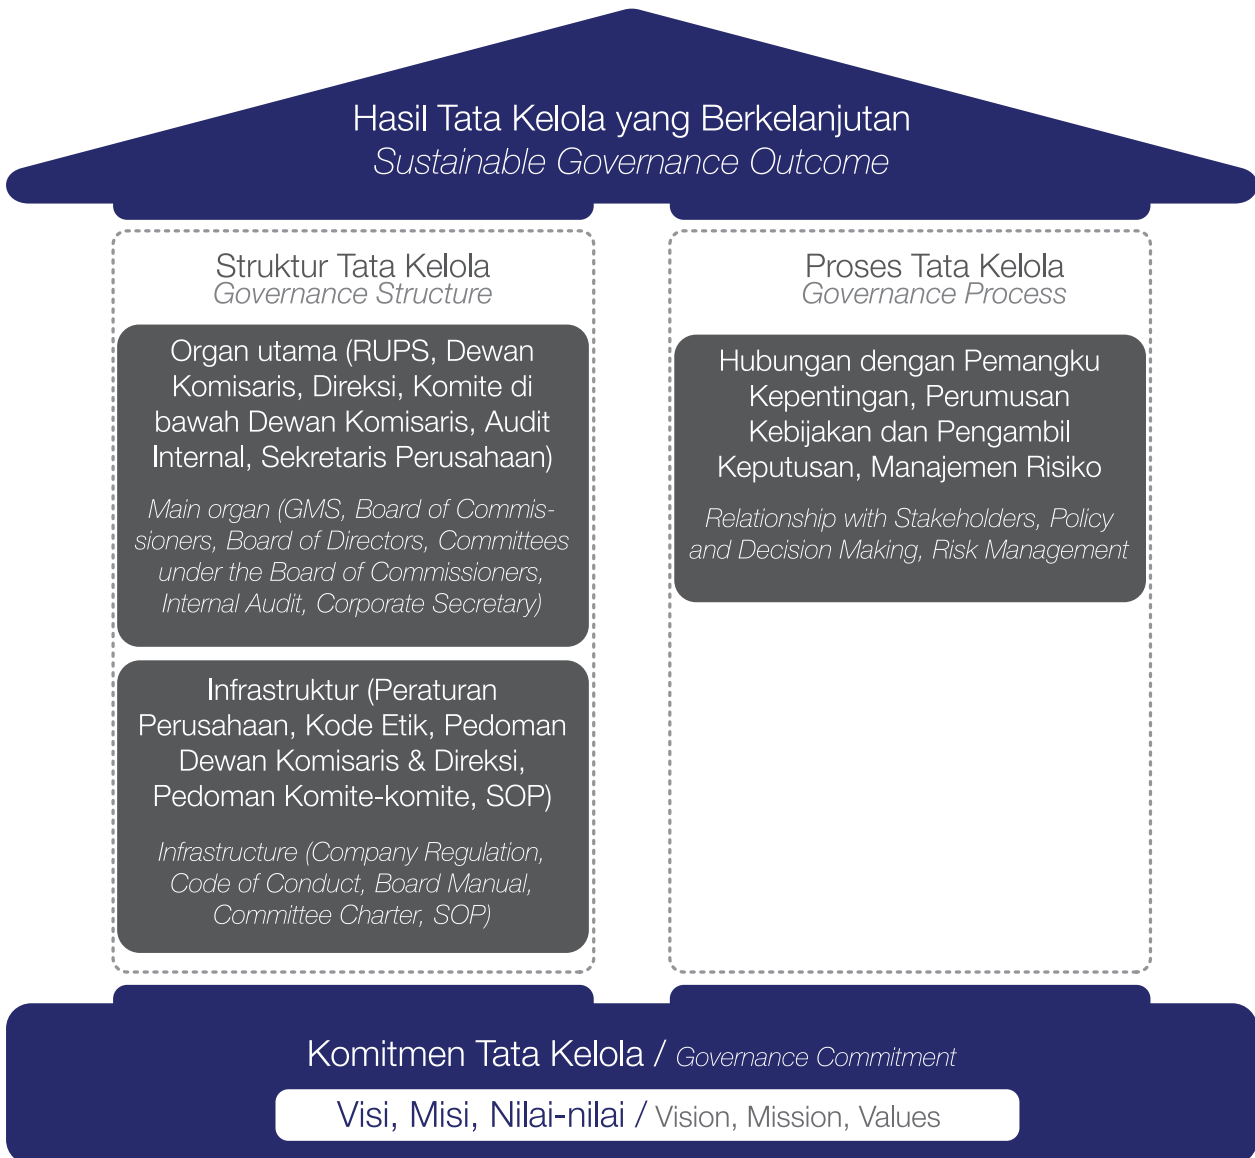 Hasil Tata Kelola yang Berkelanjutan
Sustainable Governance Outcome
Struktur Tata Kelola
Governance Structure
Organ utama (RUPS, Dewan
Komisaris, Direksi, Komite di
bawah Dewan Komisaris, Audit
Internal, Sekretaris Perusahaan)
Main organ (GMS, Board of Commis-
sioners, Board of Directors, Committees
under the Board of Commissioners,
Internal Audit, Corporate Secretary)
Infrastruktur (Peraturan
Perusahaan, Kode Etik, Pedoman
Dewan Komisaris & Direksi,
Pedoman Komite-komite, SOP)
Infrastructure (Company Regulation,
Code of Conduct, Board Manual,
Committee Charter, SOP)
Proses Tata Kelola
Governance Process
Hubungan dengan Pemangku
Kepentingan, Perumusan
Kebijakan dan Pengambil
Keputusan, Manajemen Risiko
Relationship with Stakeholders, Policy
and Decision Making, Risk Management
Komitmen Tata Kelola / Governance Commitment
Visi, Misi, Nilai-nilai / Vision, Mission, Values